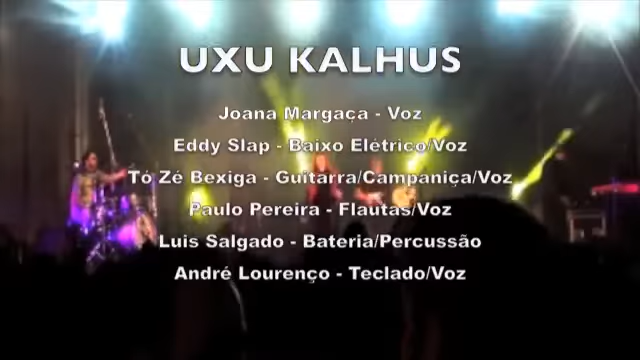 UXU KALHUS
Joana Margaça - Voz
Eddy Slap - Baixo Elétrico/Voz
Tó Zé Bexiga - Guitarra/Campaniça/Voz
Paulo Pereira - Flautas/Voz
Luis Salgado - Bateria/Percussão
André Lourenço - Teclado/Voz